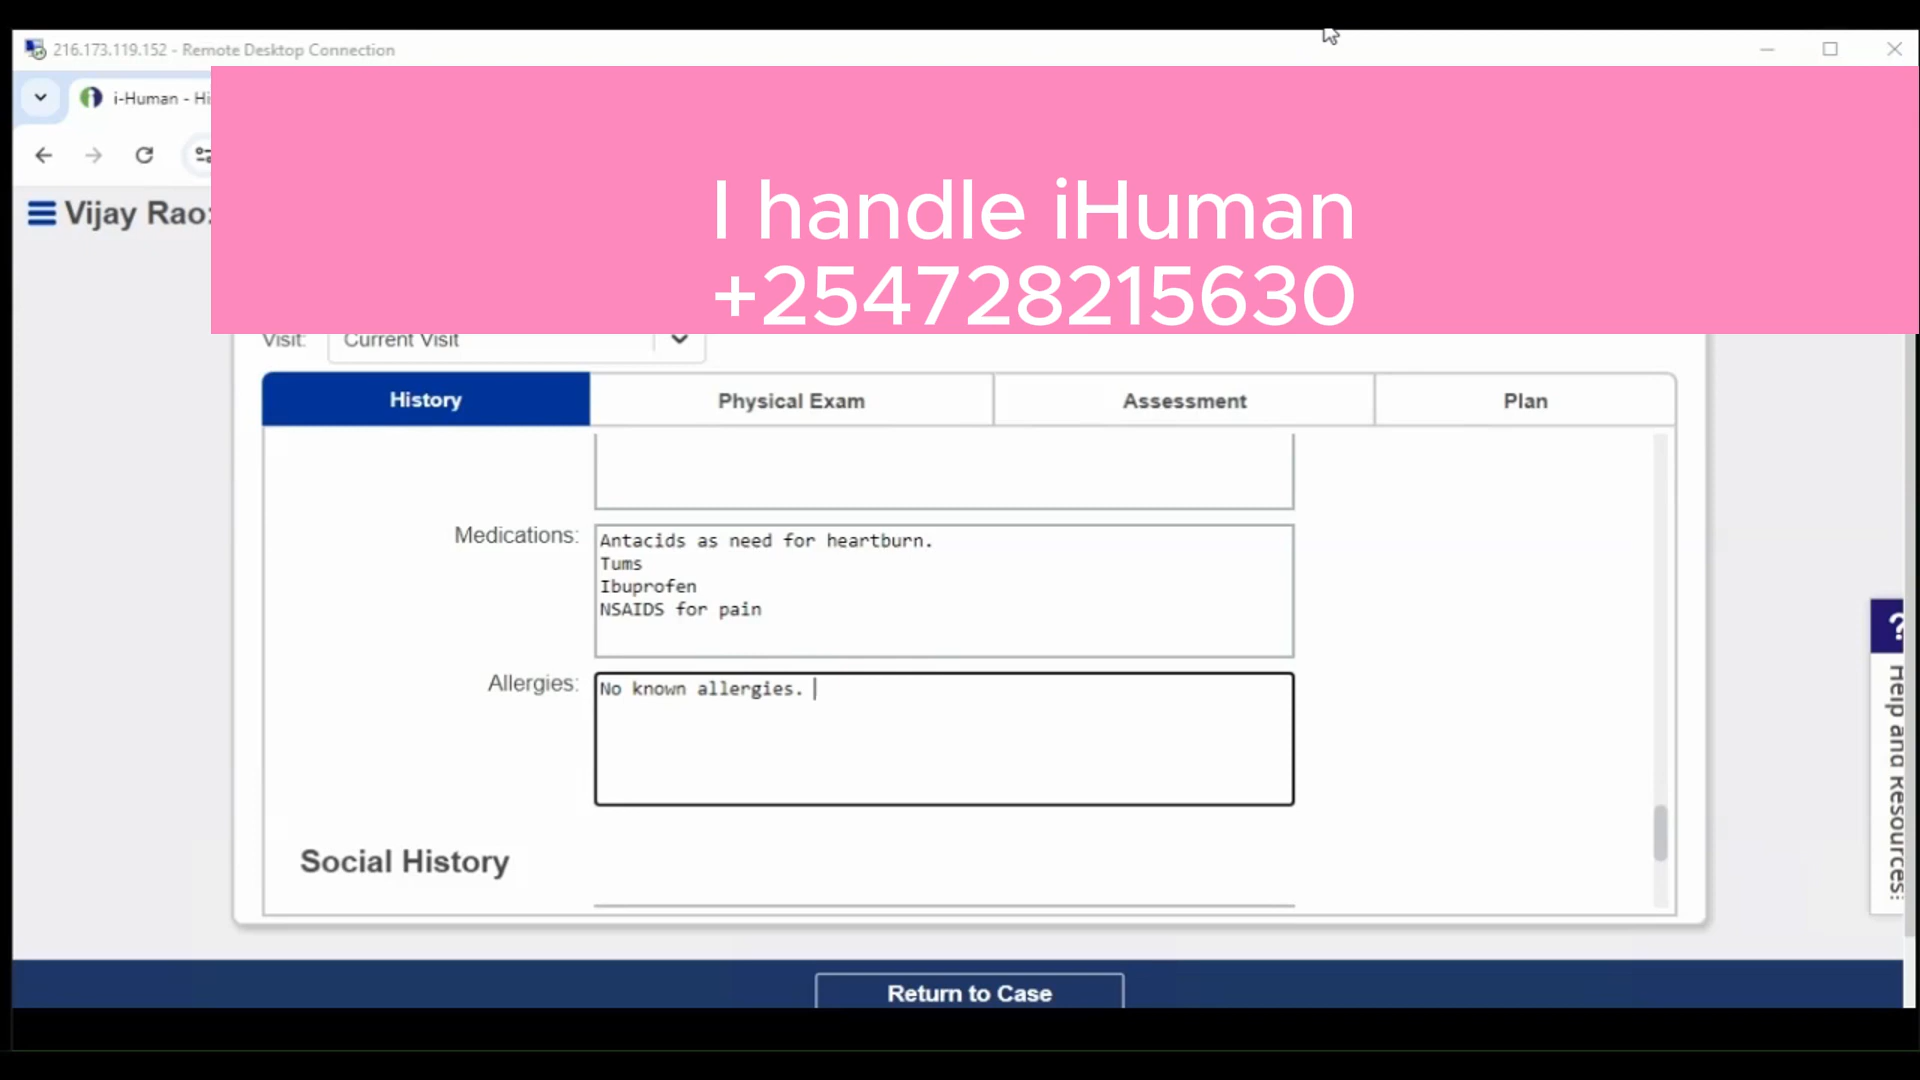 216.173.119.152 - Remote Desktop Connection
i-Human - Hi
I handle iHuman
+254728215630
Vijay Rao:
Visit: Current Visit
History Physical Exam Assessment Plan
Medications: Antacids as need for heartburn.
Tums
Ibuprofen
NSAIDS for pain
Allergies: No known allergies.
Social History
?
Help and Resources!
Return to Case